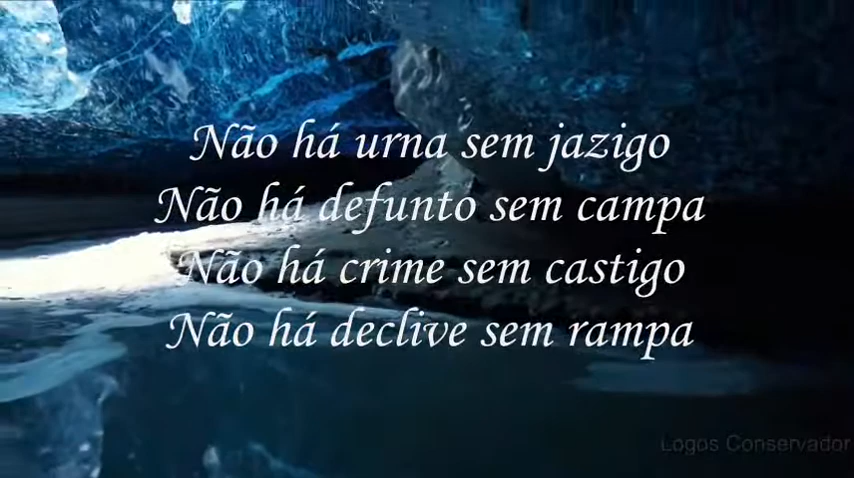 Não há urna sem jazigo
Não há defunto sem campa
Não há crime sem castigo
Não há declive sem rampa
Logos Conservador